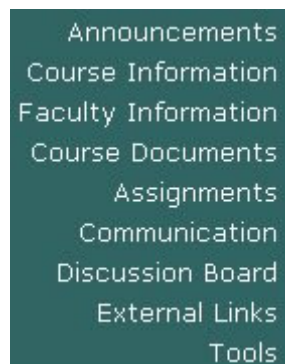 Announcements
Course Information
Faculty Information
Course Documents
Assignments
Communication
Discussion Board
External Links
Tools